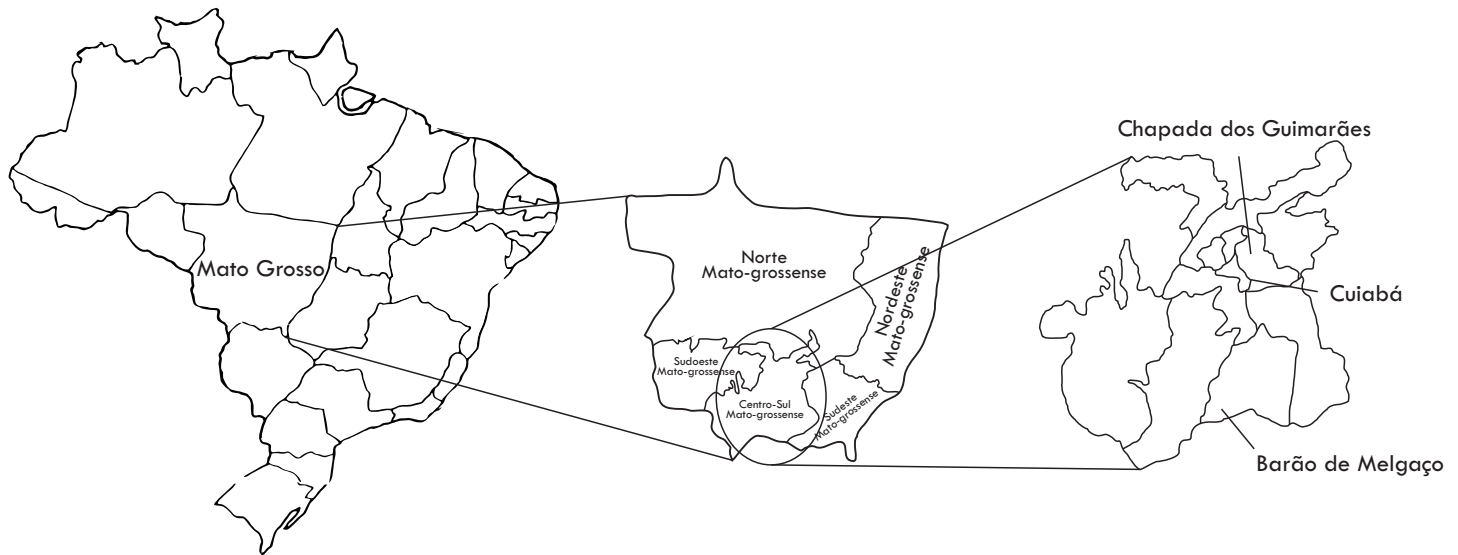 Mato Grosso
Norte
Mato-grossense
Nordeste
Mato-grossense
Sudoeste
Mato-grossense
Centro-Sul
Mato-grossense
Sudeste
Mato-grossense
Chapada dos Guimarães
Cuiabá
Barão de Melgaço